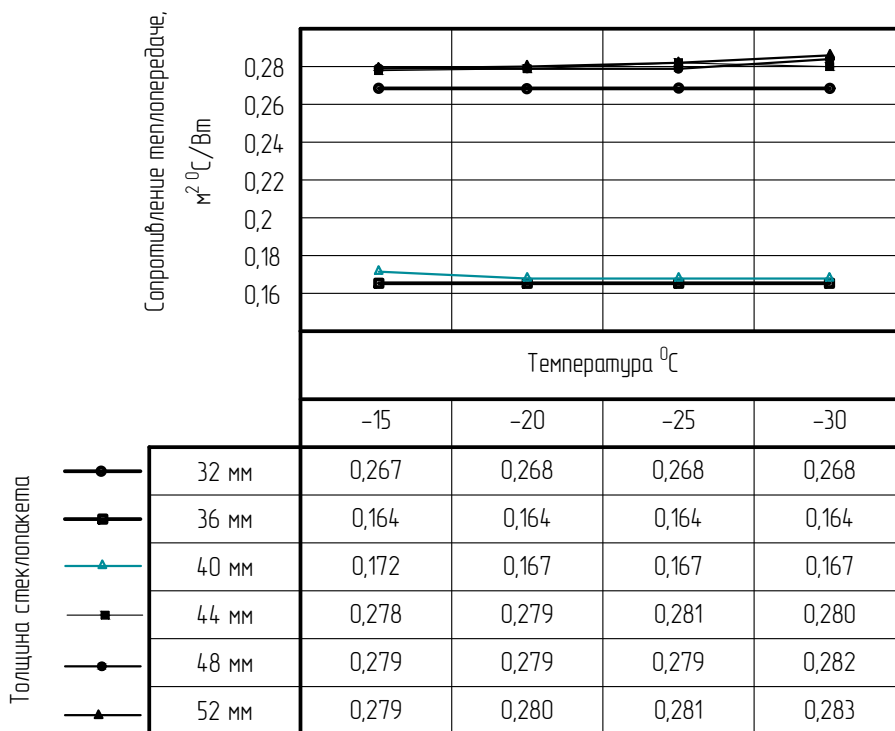 Сопротивление теплопередаче,
м² ⁰С/Вт
0,28
0,26
0,24
0,22
0,2
0,18
0,16
Температура ⁰С
–15 –20 –25 –30
Толщина стеклопакета
32 мм 0,267 0,268 0,268 0,268
36 мм 0,164 0,164 0,164 0,164
40 мм 0,172 0,167 0,167 0,167
44 мм 0,278 0,279 0,281 0,280
48 мм 0,279 0,279 0,279 0,282
52 мм 0,279 0,280 0,281 0,283